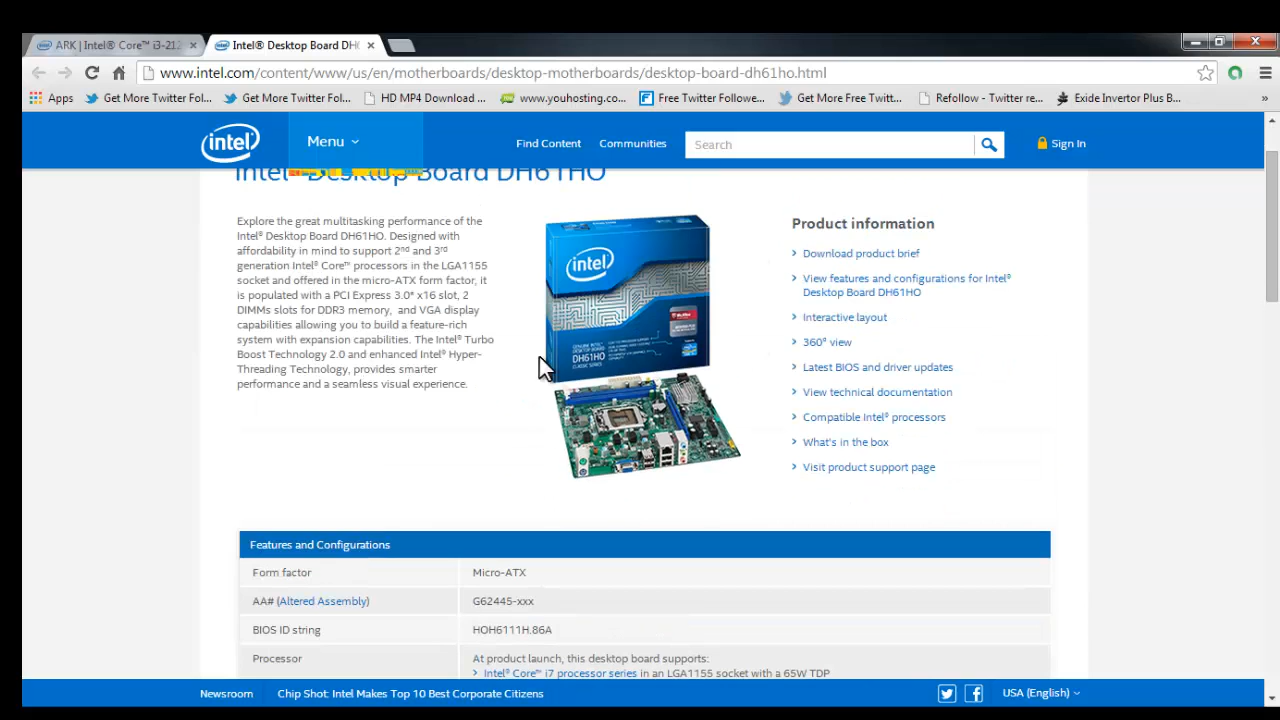 ARK | Intel® Core™ i3-212
Intel® Desktop Board DH6
www.intel.com/content/www/us/en/motherboards/desktop-motherboards/desktop-board-dh61ho.html
Apps
Get More Twitter Fol...
Get More Twitter Fol...
HD MP4 Download ...
www.youhosting.co...
Free Twitter Followe...
Get More Free Twitt...
Refollow - Twitter re...
Exide Invertor Plus B...
»
intel
Menu
Find Content
Communities
Search
Sign In
Intel® Desktop Board DH61HO
Explore the great multitasking performance of the
Intel® Desktop Board DH61HO. Designed with
affordability in mind to support 2nd and 3rd
generation Intel® Core™ processors in the LGA1155
socket and offered in the micro-ATX form factor, it
is populated with a PCI Express 3.0* x16 slot, 2
DIMMs slots for DDR3 memory, and VGA display
capabilities allowing you to build a feature-rich
system with expansion capabilities. The Intel® Turbo
Boost Technology 2.0 and enhanced Intel® Hyper-
Threading Technology, provides smarter
performance and a seamless visual experience.
intel
DH61HO
Product information
Download product brief
View features and configurations for Intel®
Desktop Board DH61HO
Interactive layout
360° view
Latest BIOS and driver updates
View technical documentation
Compatible Intel® processors
What's in the box
Visit product support page
Features and Configurations
Form factor
Micro-ATX
AA# (Altered Assembly)
G62445-xxx
BIOS ID string
HOH6111H.86A
Processor
At product launch, this desktop board supports:
Intel® Core™ i7 processor series in an LGA1155 socket with a 65W TDP
Newsroom
Chip Shot: Intel Makes Top 10 Best Corporate Citizens
USA (English)